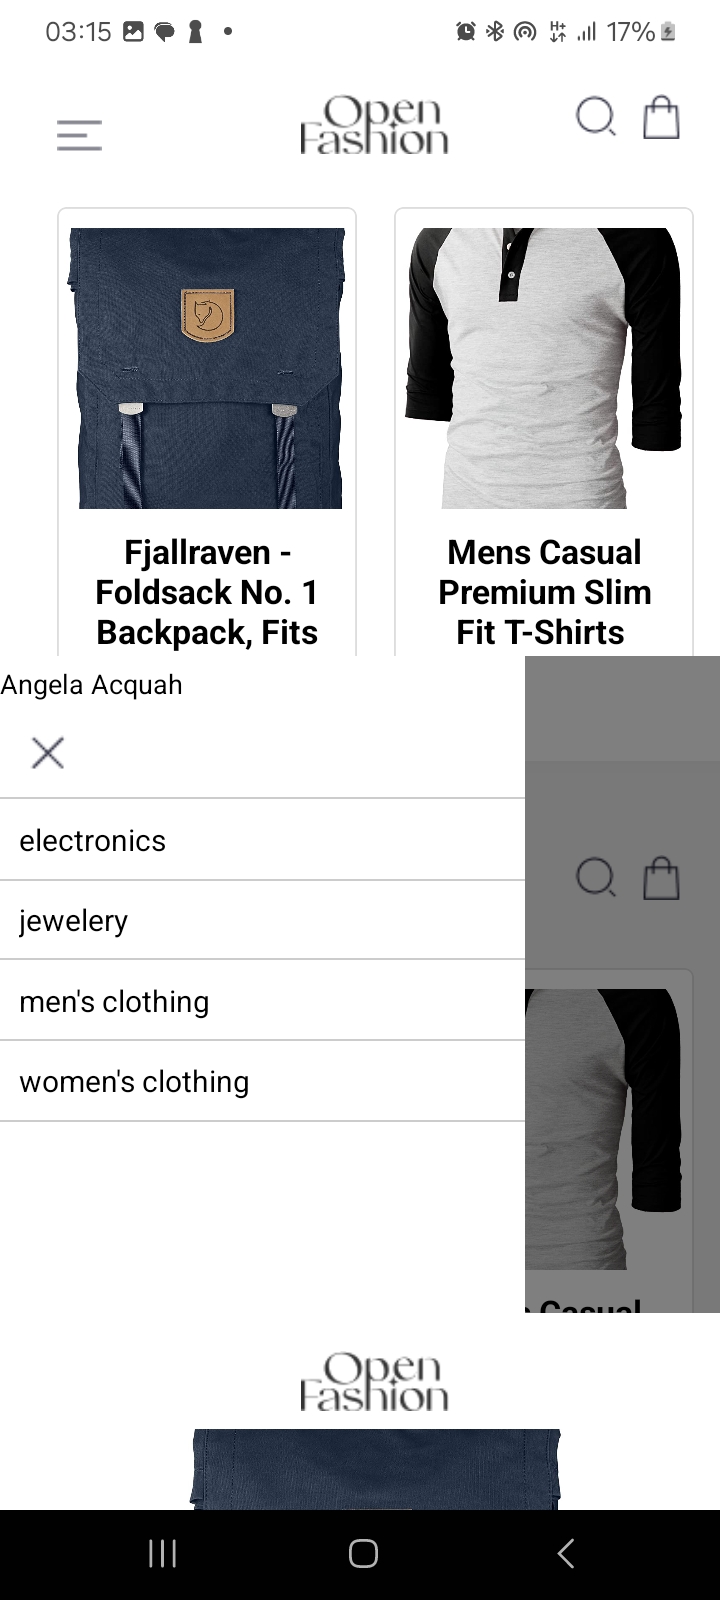 03:15
17%
Open
Fashion
Fjallraven -
Foldsack No. 1
Backpack, Fits
Mens Casual
Premium Slim
Fit T-Shirts
Angela Acquah
electronics
jewelery
men's clothing
women's clothing
Casual
Open
Fashion